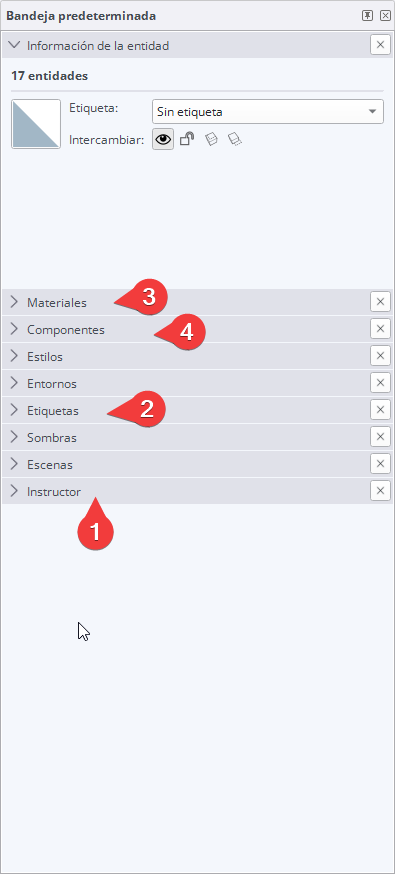 Bandeja predeterminada
Información de la entidad
17 entidades
Etiqueta: Sin etiqueta
Intercambiar:
Materiales 3
Componentes 4
Estilos
Entornos
Etiquetas 2
Sombras
Escenas
Instructor
1